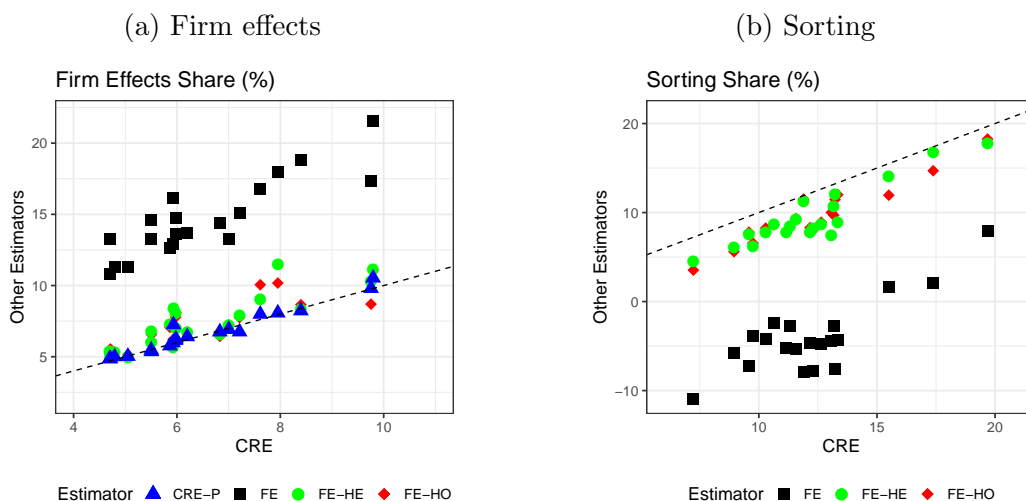 (a) Firm effects
Firm Effects Share (%)
Other Estimators
20
15
10
5
4 6 8 10
CRE
Estimator CRE−P FE FE−HE FE−HO
(b) Sorting
Sorting Share (%)
Other Estimators
20
10
0
−10
10 15 20
CRE
Estimator FE FE−HE FE−HO